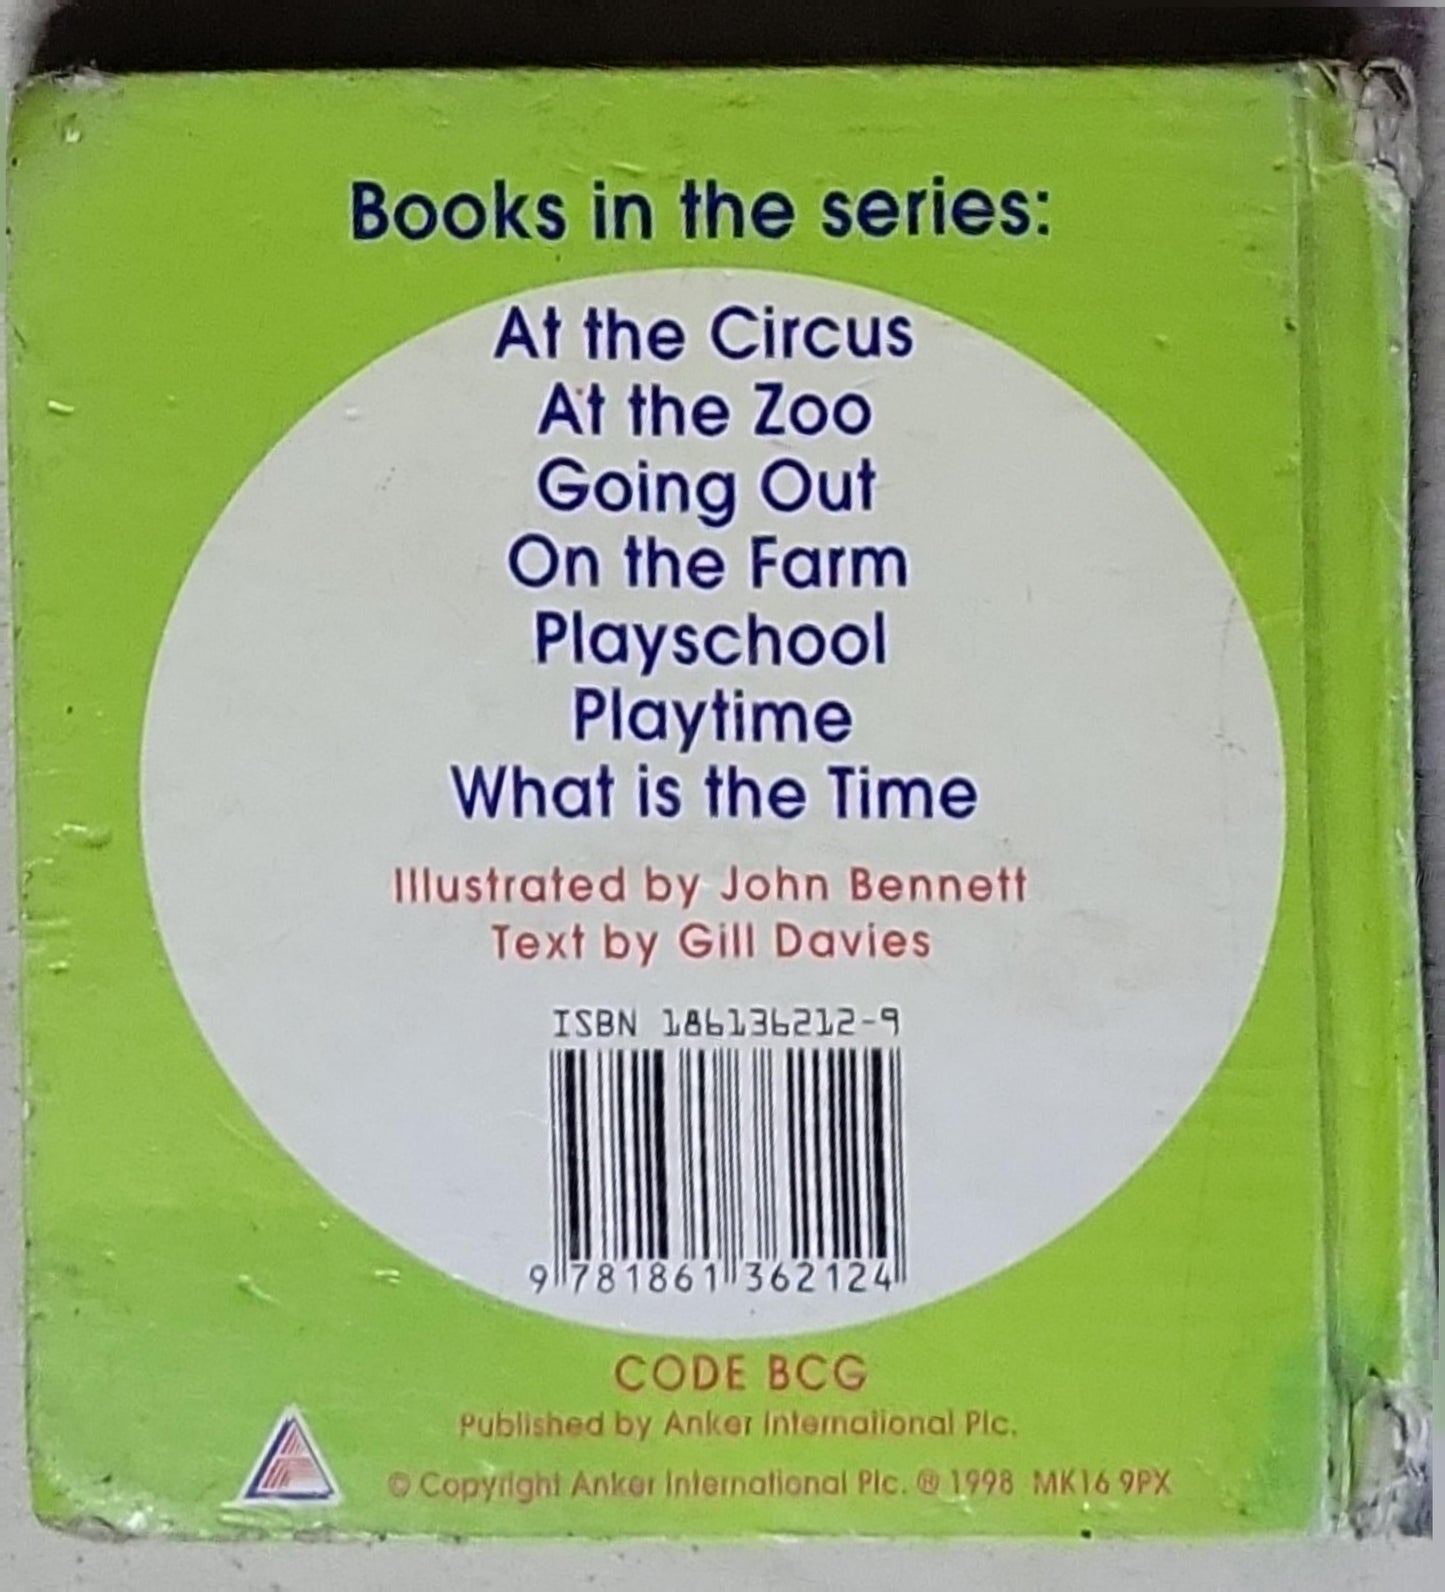 Books in the series:
At the Circus
At the Zoo
Going Out
On the Farm
Playschool
Playtime
What is the Time
Illustrated by John Bennett
Text by Gill Davies
ISBN 186136212-9
9 781861 362124
CODE BCG
Published by Anker International Plc.
© Copyright Anker International Plc. ® 1998 MK16 9PX